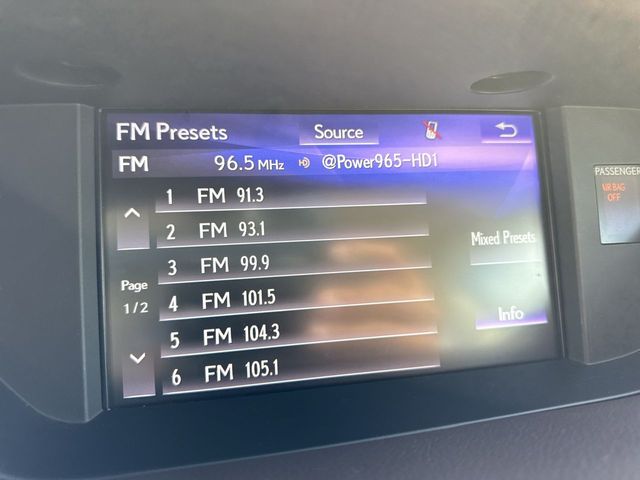 FM Presets
Source
FM 96.5 MHz @Power965-HD1
1 FM 91.3
2 FM 93.1
3 FM 99.9
4 FM 101.5
5 FM 104.3
6 FM 105.1
Page
1/2
Mixed Presets
Info
PASSENGER
AIR BAG
OFF